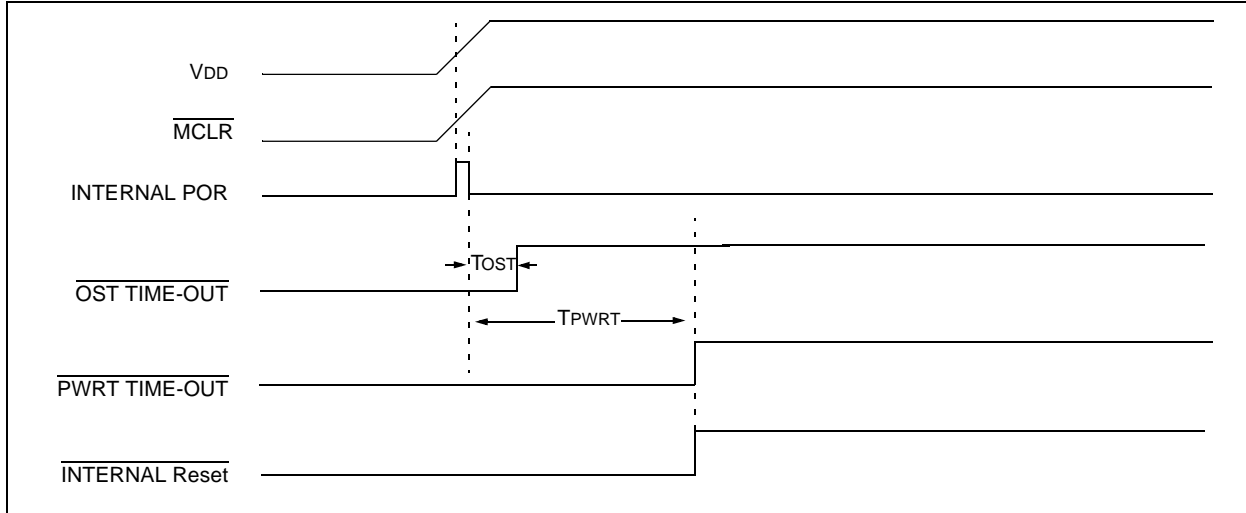 VDD
MCLR
INTERNAL POR
TOST
OST TIME-OUT
TPWRT
PWRT TIME-OUT
INTERNAL Reset